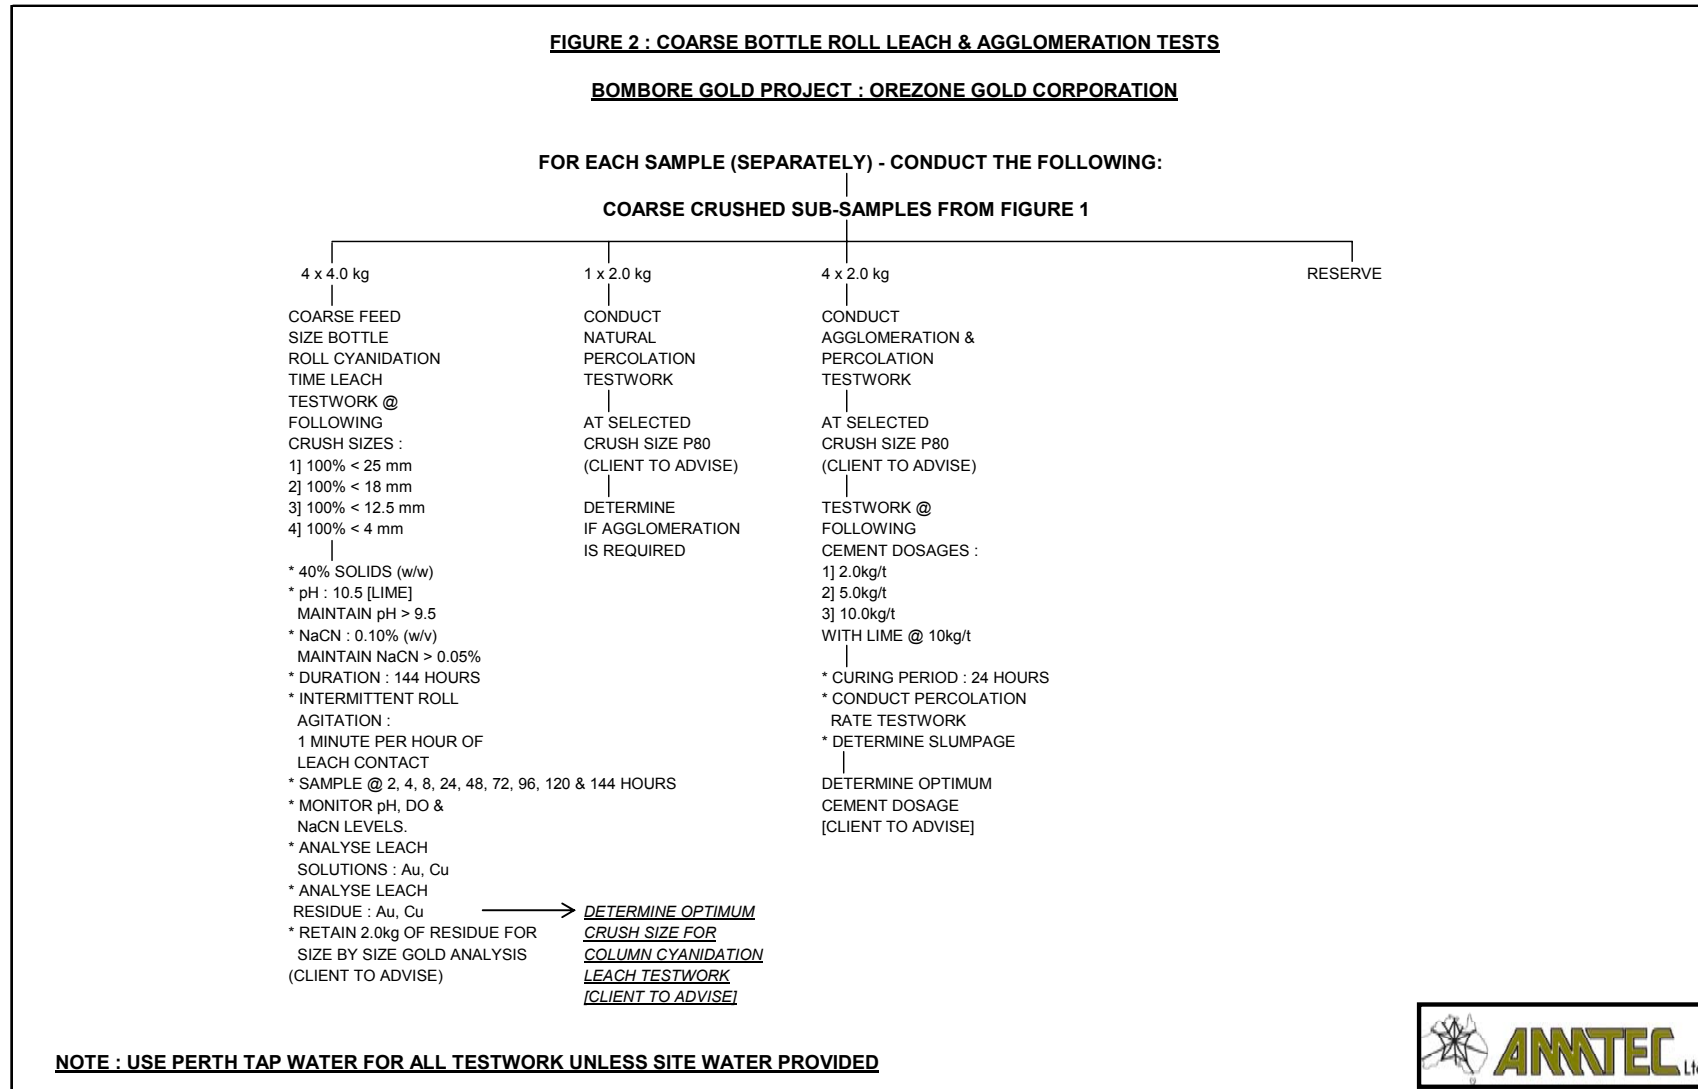 FIGURE 2 : COARSE BOTTLE ROLL LEACH & AGGLOMERATION TESTS
BOMBORE GOLD PROJECT : OREZONE GOLD CORPORATION
FOR EACH SAMPLE (SEPARATELY) - CONDUCT THE FOLLOWING:
COARSE CRUSHED SUB-SAMPLES FROM FIGURE 1
4 x 4.0 kg
COARSE FEED
SIZE BOTTLE
ROLL CYANIDATION
TIME LEACH
TESTWORK @
FOLLOWING
CRUSH SIZES :
1] 100% < 25 mm
2] 100% < 18 mm
3] 100% < 12.5 mm
4] 100% < 4 mm
* 40% SOLIDS (w/w)
* pH : 10.5 [LIME]
MAINTAIN pH > 9.5
* NaCN : 0.10% (w/v)
MAINTAIN NaCN > 0.05%
* DURATION : 144 HOURS
* INTERMITTENT ROLL
AGITATION :
1 MINUTE PER HOUR OF
LEACH CONTACT
* SAMPLE @ 2, 4, 8, 24, 48, 72, 96, 120 & 144 HOURS
* MONITOR pH, DO &
NaCN LEVELS.
* ANALYSE LEACH
SOLUTIONS : Au, Cu
* ANALYSE LEACH
RESIDUE : Au, Cu
* RETAIN 2.0kg OF RESIDUE FOR
SIZE BY SIZE GOLD ANALYSIS
(CLIENT TO ADVISE)
DETERMINE OPTIMUM
CRUSH SIZE FOR
COLUMN CYANIDATION
LEACH TESTWORK
[CLIENT TO ADVISE]
1 x 2.0 kg
CONDUCT
NATURAL
PERCOLATION
TESTWORK
AT SELECTED
CRUSH SIZE P80
(CLIENT TO ADVISE)
DETERMINE
IF AGGLOMERATION
IS REQUIRED
4 x 2.0 kg
CONDUCT
AGGLOMERATION &
PERCOLATION
TESTWORK
AT SELECTED
CRUSH SIZE P80
(CLIENT TO ADVISE)
TESTWORK @
FOLLOWING
CEMENT DOSAGES :
1] 2.0kg/t
2] 5.0kg/t
3] 10.0kg/t
WITH LIME @ 10kg/t
* CURING PERIOD : 24 HOURS
* CONDUCT PERCOLATION
RATE TESTWORK
* DETERMINE SLUMPAGE
DETERMINE OPTIMUM
CEMENT DOSAGE
[CLIENT TO ADVISE]
RESERVE
NOTE : USE PERTH TAP WATER FOR ALL TESTWORK UNLESS SITE WATER PROVIDED
AMMTEC